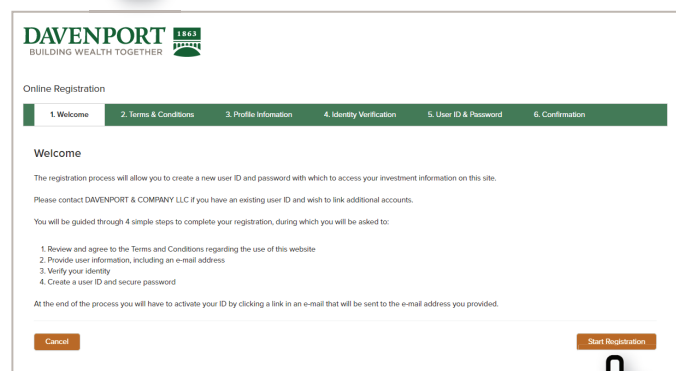 DAVENPORT 1863
BUILDING WEALTH TOGETHER
Online Registration
1. Welcome 2. Terms & Conditions 3. Profile Infomation 4. Identity Verification 5. User ID & Password 6. Confirmation
Welcome
The registration process will allow you to create a new user ID and password with which to access your investment information on this site.
Please contact DAVENPORT & COMPANY LLC if you have an existing user ID and wish to link additional accounts.
You will be guided through 4 simple steps to complete your registration, during which you will be asked to:
1. Review and agree to the Terms and Conditions regarding the use of this website
2. Provide user information, including an e-mail address
3. Verify your identity
4. Create a user ID and secure password
At the end of the process you will have to activate your ID by clicking a link in an e-mail that will be sent to the e-mail address you provided.
Cancel Start Registration